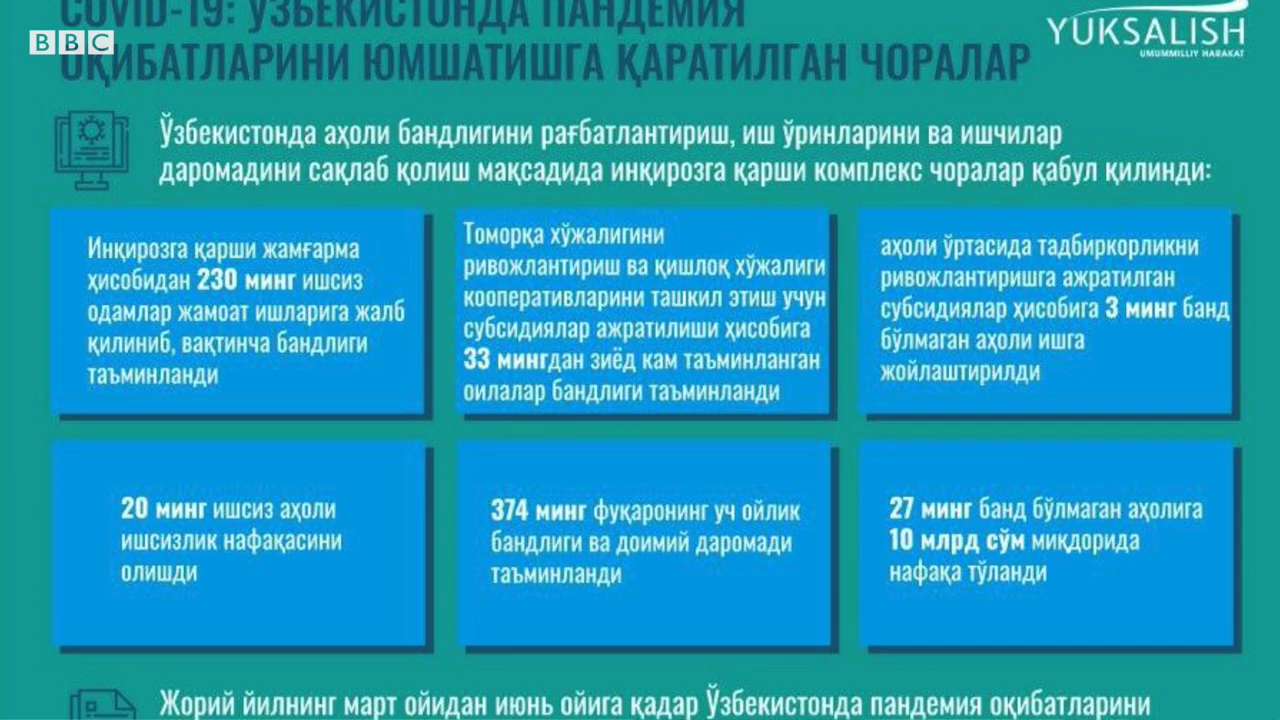 COVID-19: ЎЗБЕКИСТОНДА ПАНДЕМИЯ
ОҚИБАТЛАРИНИ ЮМШАТИШГА ҚАРАТИЛГАН ЧОРАЛАР
BBC
YUKSALISH
UMUMMILLIY HARAKAT
Ўзбекистонда аҳоли бандлигини рағбатлантириш, иш ўринларини ва ишчилар
даромадини сақлаб қолиш мақсадида инқирозга қарши комплекс чоралар қабул қилинди:
Инқирозга қарши жамғарма
ҳисобидан 230 минг ишсиз
одамлар жамоат ишларига жалб
қилиниб, вақтинча бандлиги
таъминланди
Томорқа хўжалигини
ривожлантириш ва қишлоқ хўжалиги
кооперативларини ташкил этиш учун
субсидиялар ажратилиши ҳисобига
33 мингдан зиёд кам таъминланган
оилалар бандлиги таъминланди
аҳоли ўртасида тадбиркорликни
ривожлантиришга ажратилган
субсидиялар ҳисобига 3 минг банд
бўлмаган аҳоли ишга
жойлаштирилди
20 минг ишсиз аҳоли
ишсизлик нафақасини
олишди
374 минг фуқаронинг уч ойлик
бандлиги ва доимий даромади
таъминланди
27 минг банд бўлмаган аҳолига
10 млрд сўм миқдорида
нафақа тўланди
Жорий йилнинг март ойидан июнь ойига қадар Ўзбекистонда пандемия оқибатларини